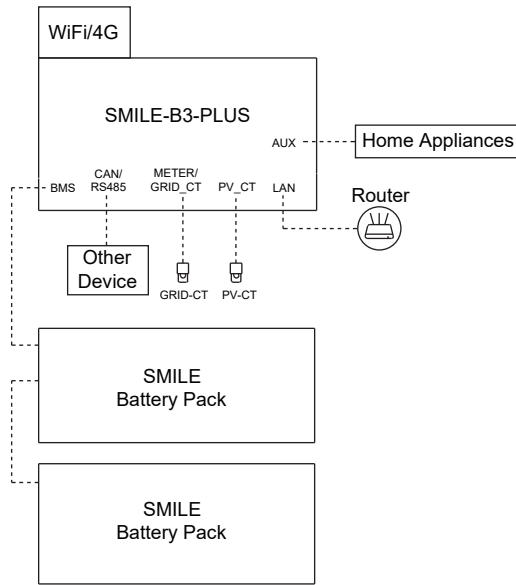 WiFi/4G
SMILE-B3-PLUS
AUX
Home Appliances
BMS
CAN/
RS485
METER/
GRID_CT
PV_CT
LAN
Router
Other
Device
GRID-CT
PV-CT
SMILE
Battery Pack
SMILE
Battery Pack